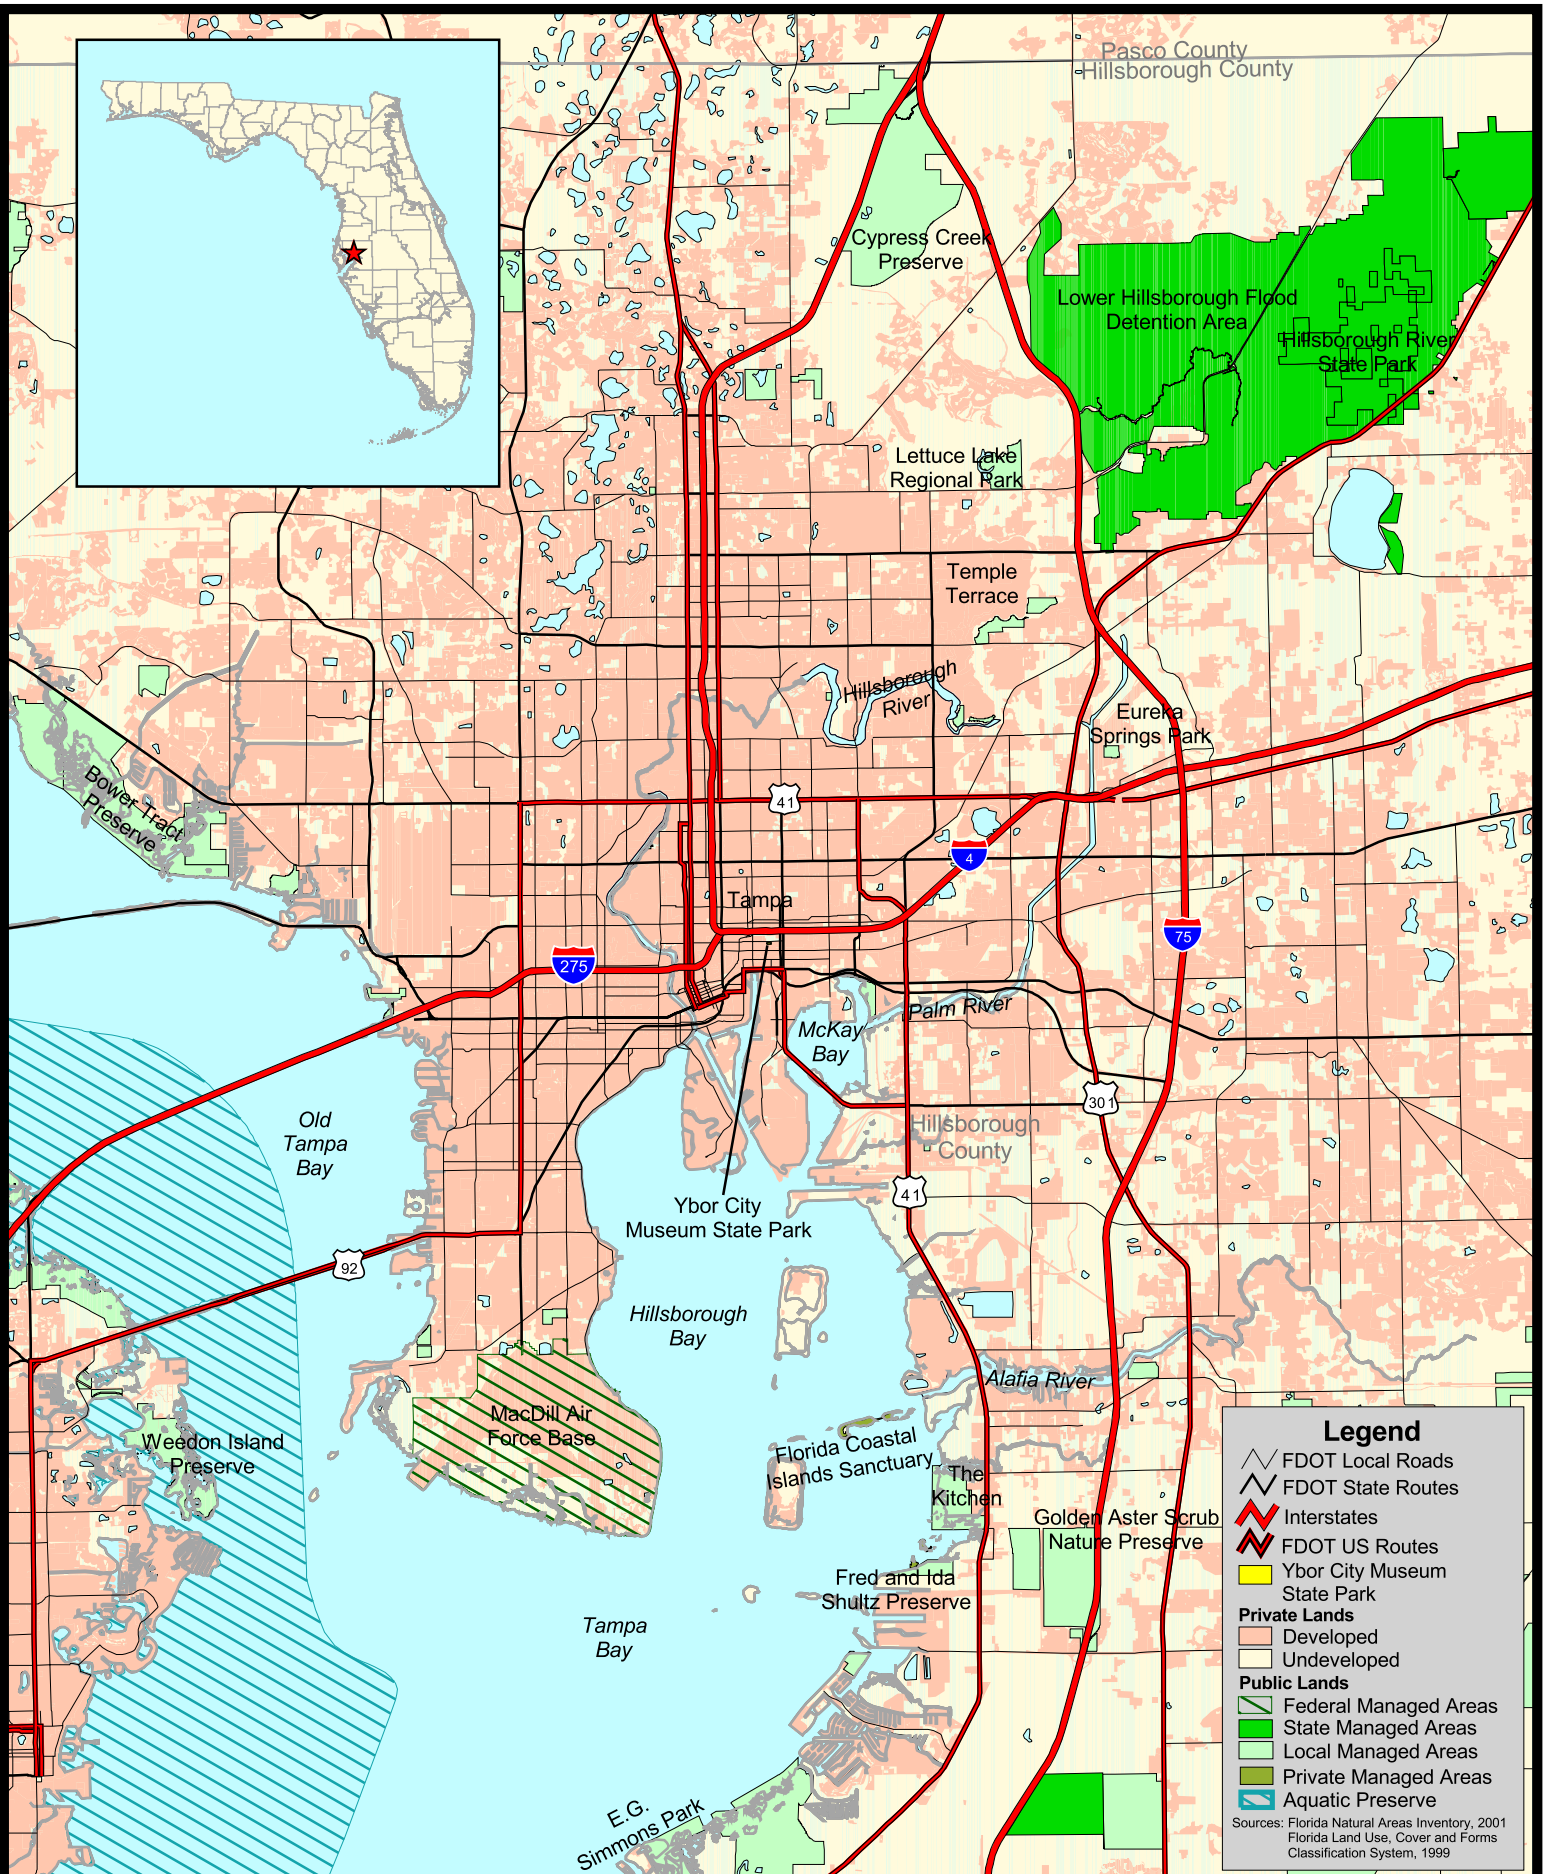 Pasco County
Hillsborough County
Cypress Creek
Preserve
Lower Hillsborough Flood
Detention Area
Hillsborough River
State Park
Lettuce Lake
Regional Park
Temple
Terrace
Hillsborough
River
Eureka
Springs Park
Bower Tract
Preserve
41
4
Tampa
75
275
Palm River
McKay
Bay
301
Old
Tampa
Bay
Hillsborough
County
41
Ybor City
Museum State Park
92
Hillsborough
Bay
Alafia River
MacDill Air
Force Base
Weedon Island
Preserve
Florida Coastal
Islands Sanctuary
The
Kitchen
Golden Aster Scrub
Nature Preserve
Fred and Ida
Shultz Preserve
Tampa
Bay
E.G.
Simmons Park
Legend
FDOT Local Roads
FDOT State Routes
Interstates
FDOT US Routes
Ybor City Museum
State Park
Private Lands
Developed
Undeveloped
Public Lands
Federal Managed Areas
State Managed Areas
Local Managed Areas
Private Managed Areas
Aquatic Preserve
Sources: Florida Natural Areas Inventory, 2001
Florida Land Use, Cover and Forms
Classification System, 1999